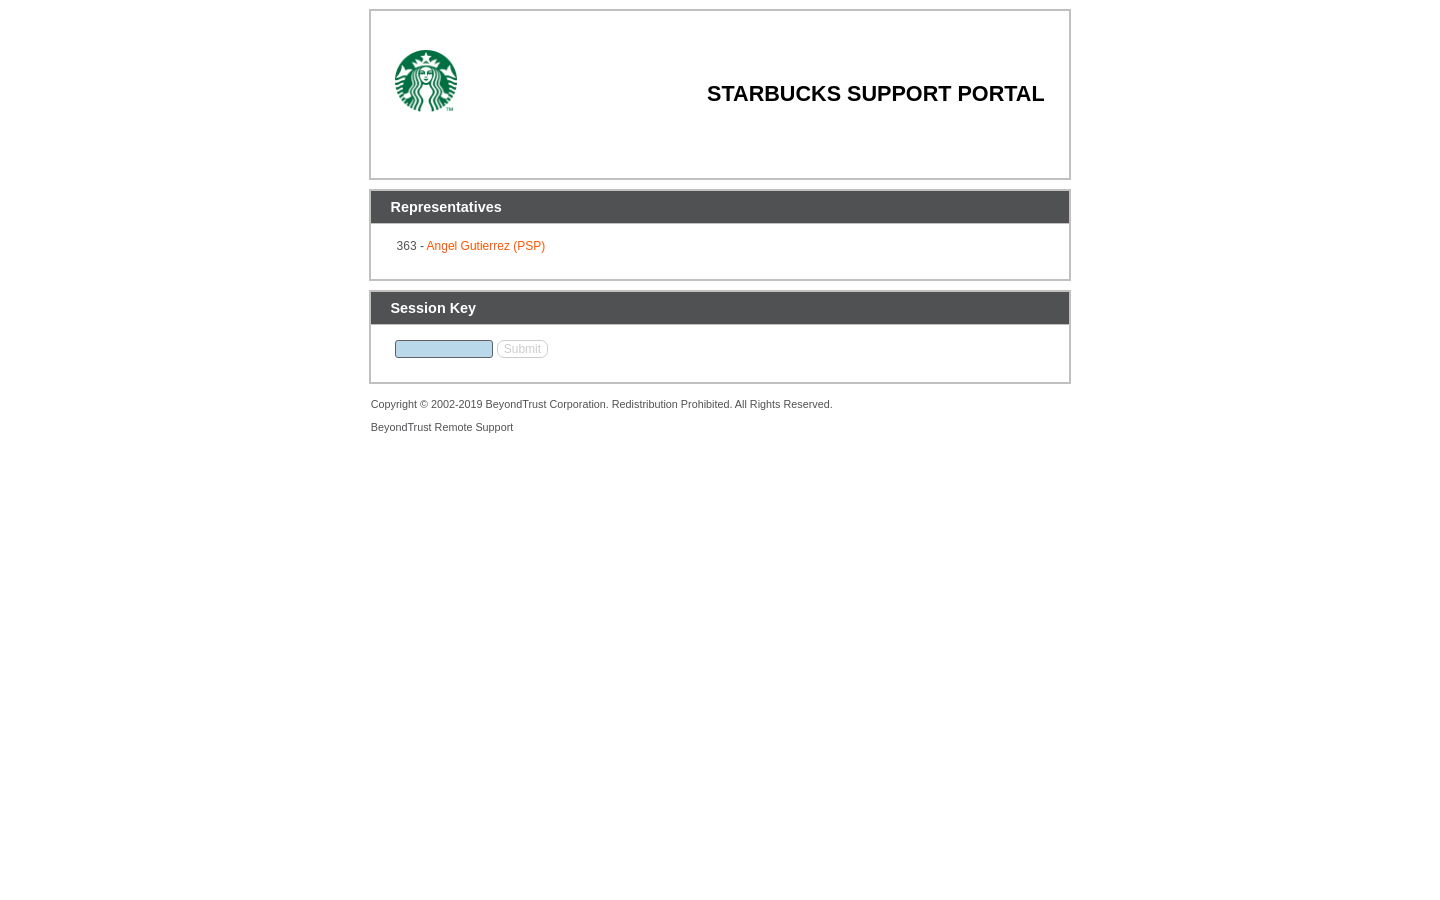 STARBUCKS SUPPORT PORTAL
Representatives
363 - Angel Gutierrez (PSP)
Session Key
Submit
Copyright © 2002-2019 BeyondTrust Corporation. Redistribution Prohibited. All Rights Reserved.
BeyondTrust Remote Support